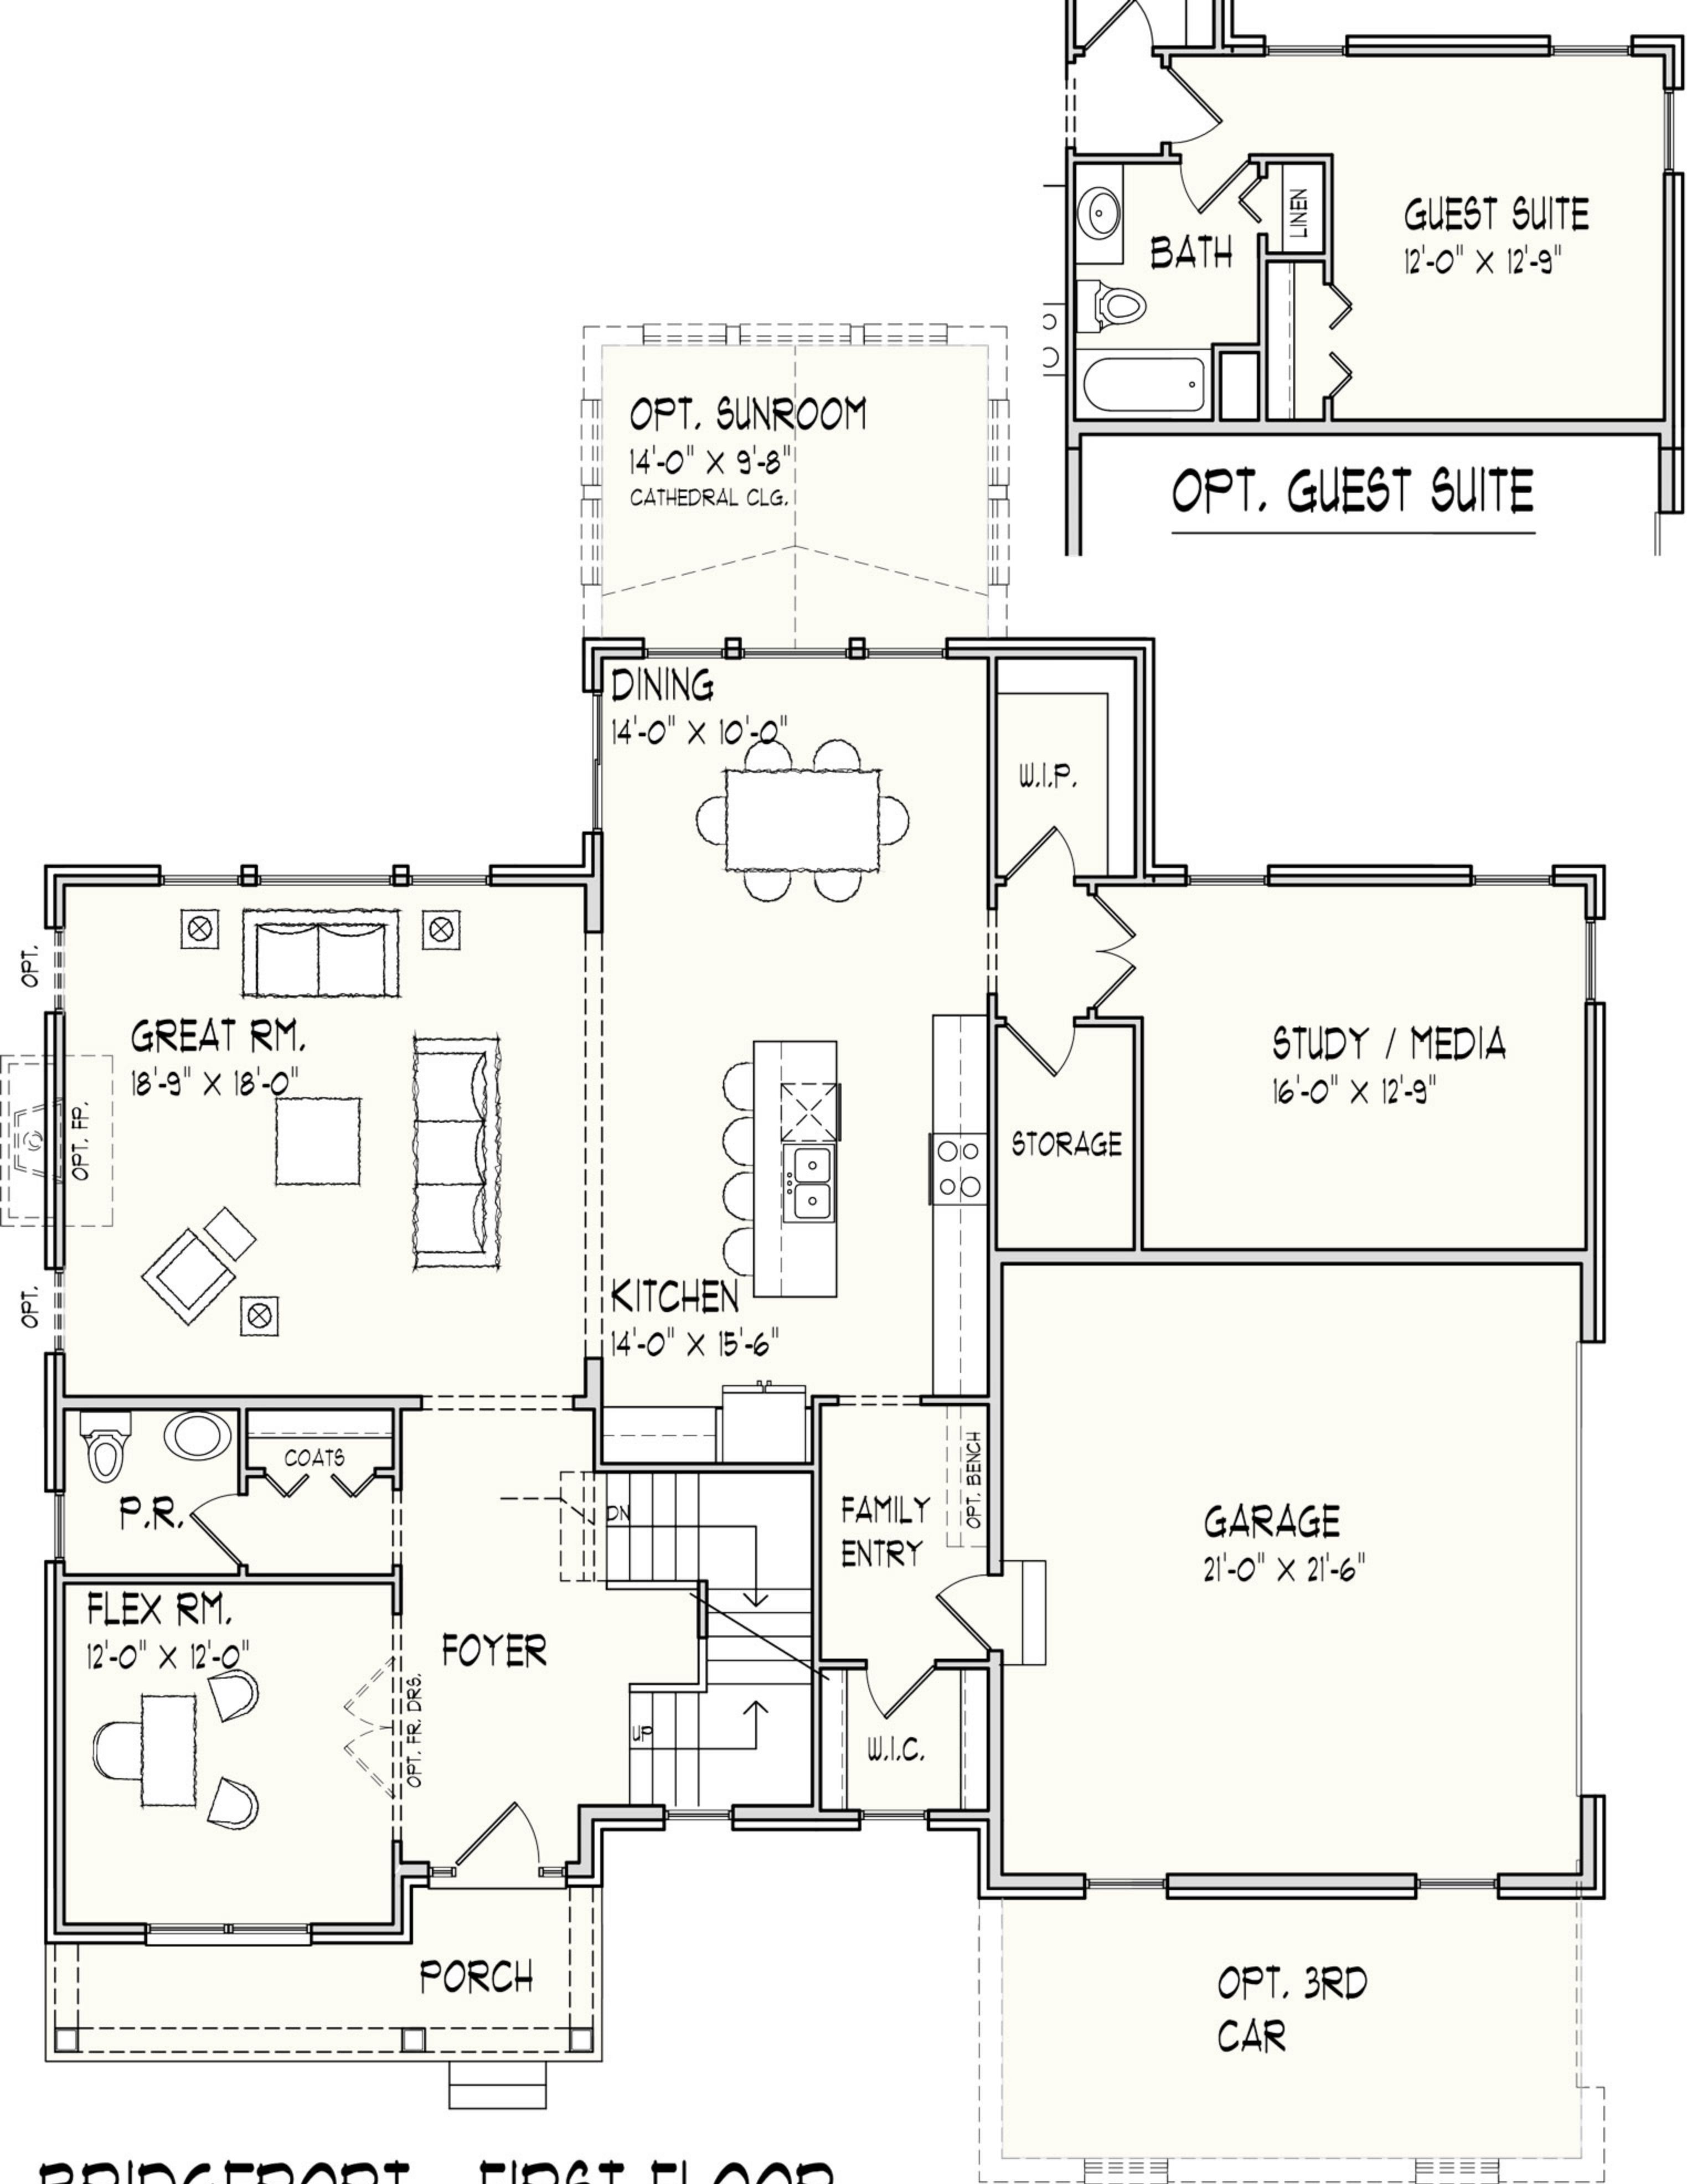 LINEN
GUEST SUITE
12'-0" X 12'-9"
BATH
OPT. GUEST SUITE
OPT. SUNROOM
14'-0" X 9'-8"
CATHEDRAL CLG.
DINING
14'-0" X 10'-0"
W.I.P.
OPT.
GREAT RM.
18'-9" X 18'-0"
OPT. FP.
OPT.
STUDY / MEDIA
16'-0" X 12'-9"
STORAGE
KITCHEN
14'-0" X 15'-6"
COATS
P.R.
DN
FAMILY
ENTRY
OPT. BENCH
GARAGE
21'-0" X 21'-6"
FLEX RM.
12'-0" X 12'-0"
FOYER
OPT. FR. DRS.
UP
W.I.C.
PORCH
OPT. 3RD
CAR
BRIDGEPORT FIRST FLOOR